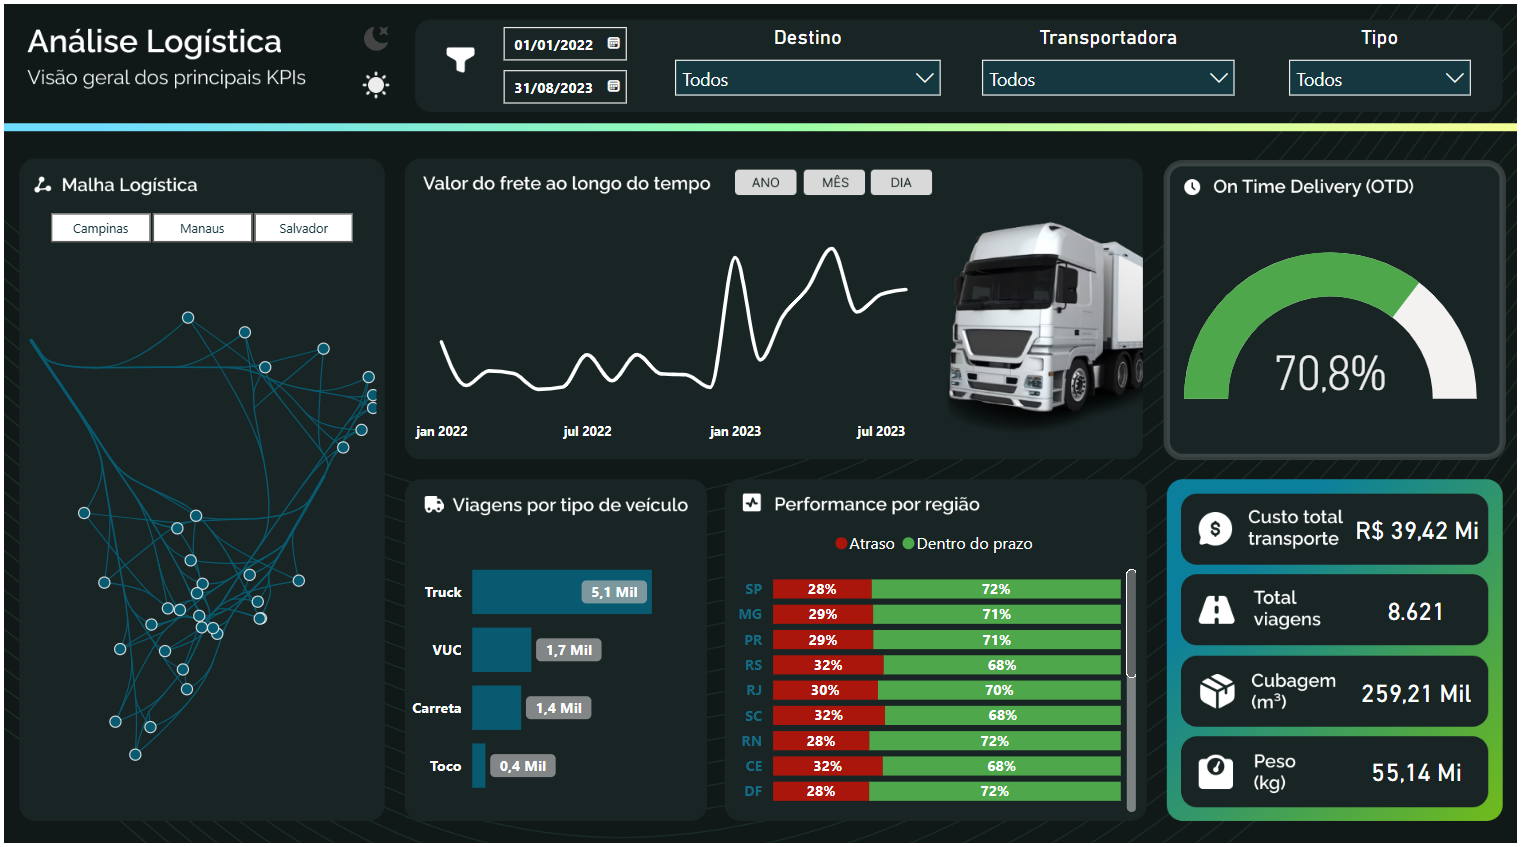 Análise Logística
Visão geral dos principais KPIs
01/01/2022
31/08/2023
Destino
Todos
Transportadora
Todos
Tipo
Todos
Malha Logística
Campinas
Manaus
Salvador
Valor do frete ao longo do tempo
ANO
MÊS
DIA
jan 2022
jul 2022
jan 2023
jul 2023
On Time Delivery (OTD)
70,8%
Viagens por tipo de veículo
Truck
5,1 Mil
VUC
1,7 Mil
Carreta
1,4 Mil
Toco
0,4 Mil
Performance por região
Atraso
Dentro do prazo
SP 28% 72%
MG 29% 71%
PR 29% 71%
RS 32% 68%
RJ 30% 70%
SC 32% 68%
RN 28% 72%
CE 32% 68%
DF 28% 72%
Custo total
transporte
R$ 39,42 Mi
Total
viagens
8.621
Cubagem
(m³)
259,21 Mil
Peso
(kg)
55,14 Mi